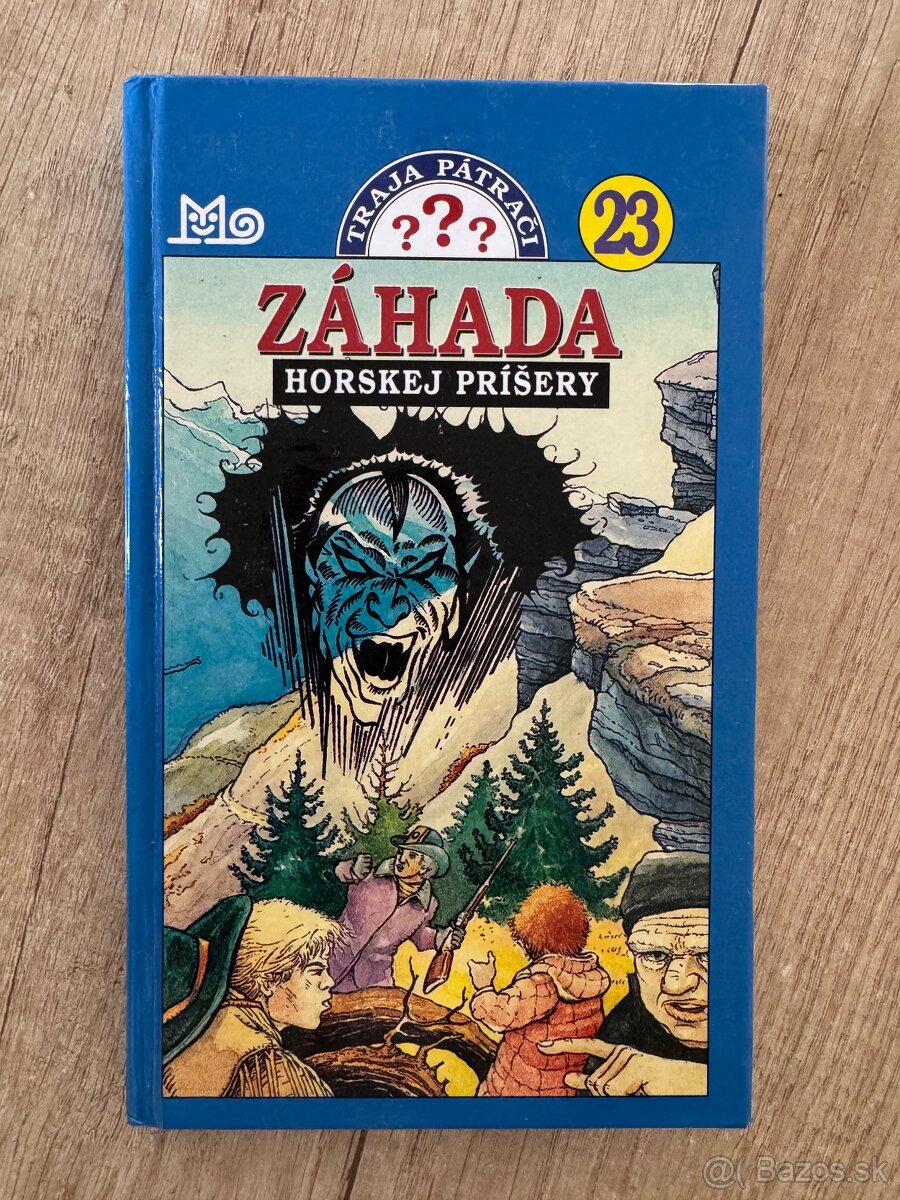 TRAJA PÁTRAČI
? ? ?
23
ZÁHADA
HORSKEJ PRÍŠERY
@( Bazos.sk